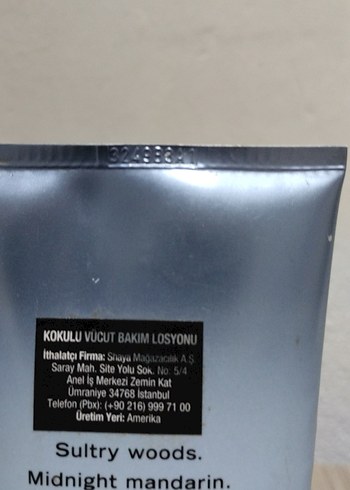 KOKULU VÜCUT BAKIM LOSYONU
İthalatçı Firma: Shaya Mağazacılık A.Ş.
Saray Mah. Site Yolu Sok. No: 5/4
Anel İş Merkezi Zemin Kat
Ümraniye 34768 İstanbul
Telefon (Pbx): (+90 216) 999 71 00
Üretim Yeri: Amerika
Sultry woods.
Midnight mandarin.